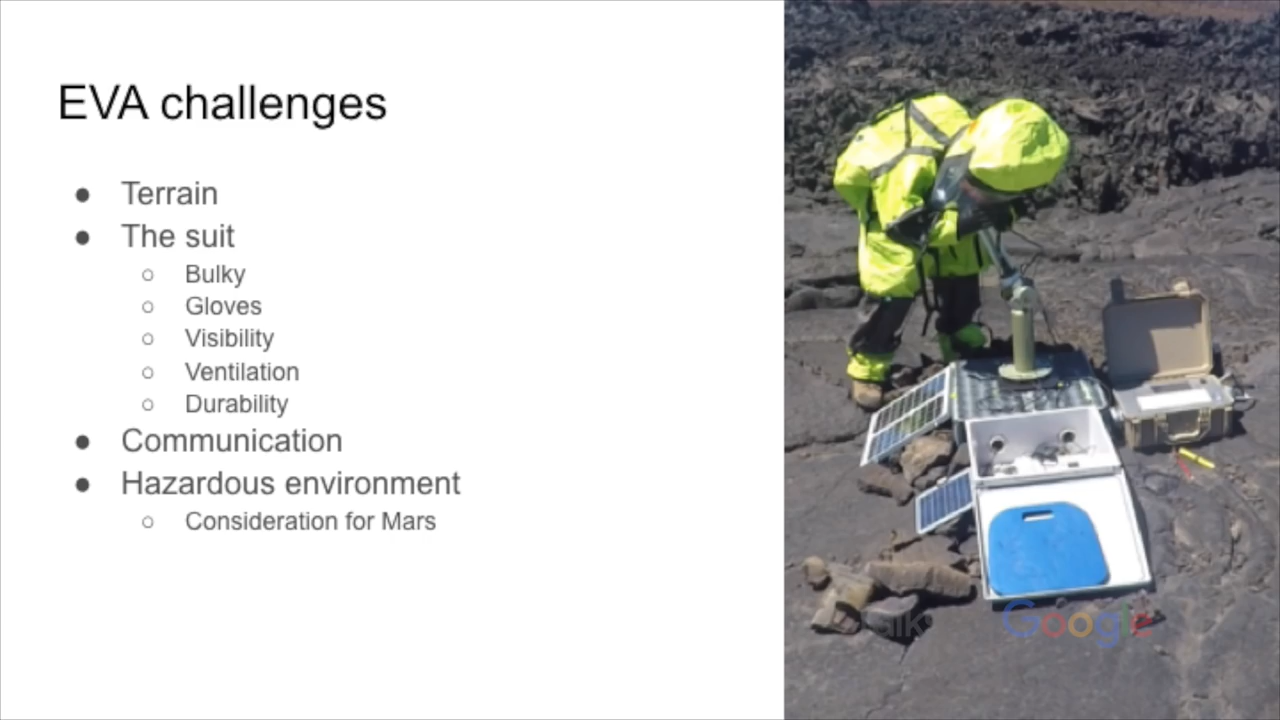 EVA challenges
● Terrain
● The suit
○ Bulky
○ Gloves
○ Visibility
○ Ventilation
○ Durability
● Communication
● Hazardous environment
○ Consideration for Mars
Google